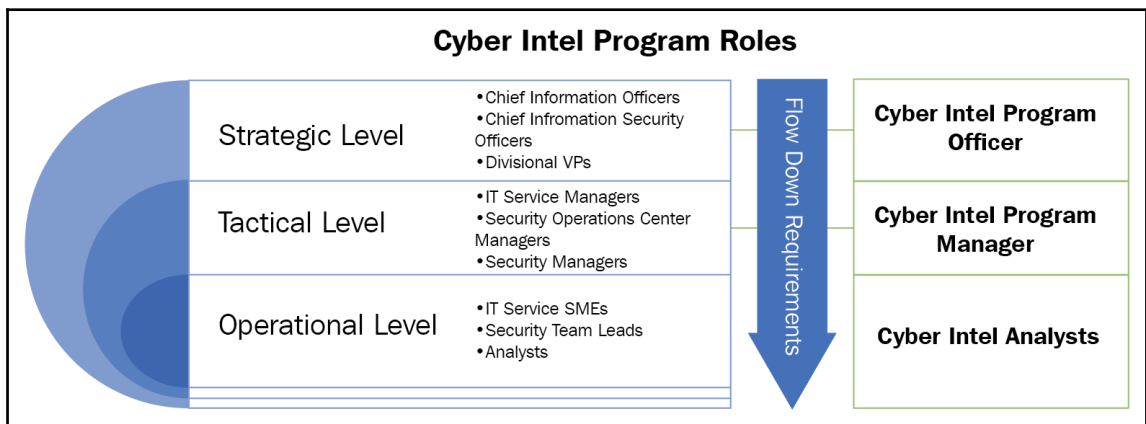 Cyber Intel Program Roles
Strategic Level
•Chief Information Officers
•Chief Infromation Security
Officers
•Divisional VPs
Tactical Level
•IT Service Managers
•Security Operations Center
Managers
•Security Managers
Operational Level
•IT Service SMEs
•Security Team Leads
•Analysts
Flow Down Requirements
Cyber Intel Program
Officer
Cyber Intel Program
Manager
Cyber Intel Analysts